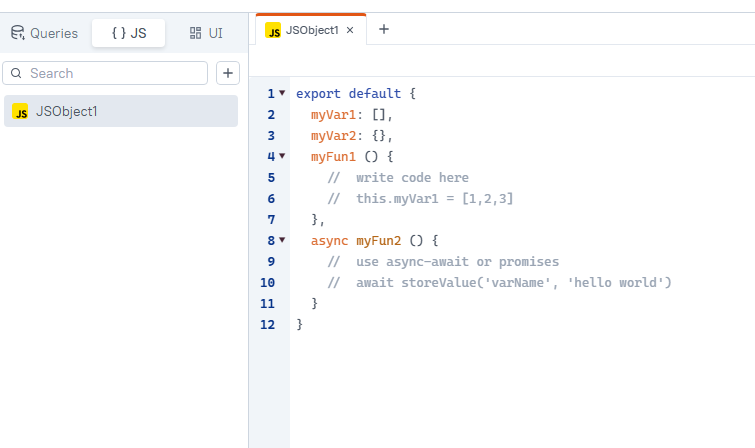 Queries
{ } JS
UI
JS JSObject1 × +
Search +
JS JSObject1
1 export default {
2 myVar1: [],
3 myVar2: {},
4 myFun1 () {
5 // write code here
6 // this.myVar1 = [1,2,3]
7 },
8 async myFun2 () {
9 // use async-await or promises
10 // await storeValue('varName', 'hello world')
11 }
12 }